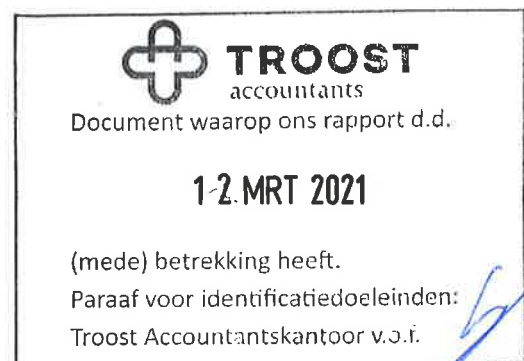 TROOST
accountants
Document waarop ons rapport d.d.
12. MRT 2021
(mede) betrekking heeft.
Paraaf voor identificatiedoeleinden:
Troost Accountantskantoor v.o.f.